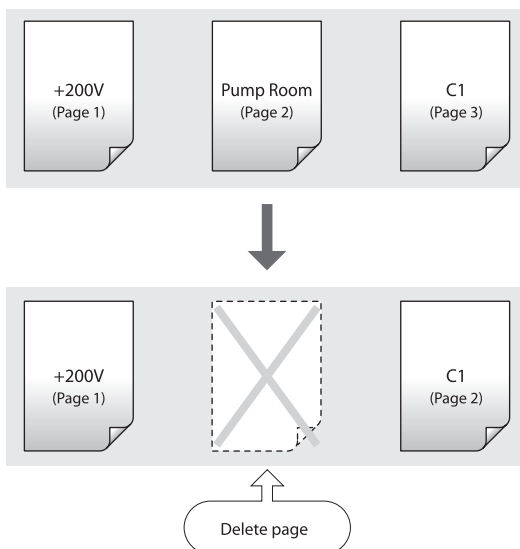 +200V
(Page 1)
Pump Room
(Page 2)
C1
(Page 3)
+200V
(Page 1)
C1
(Page 2)
Delete page